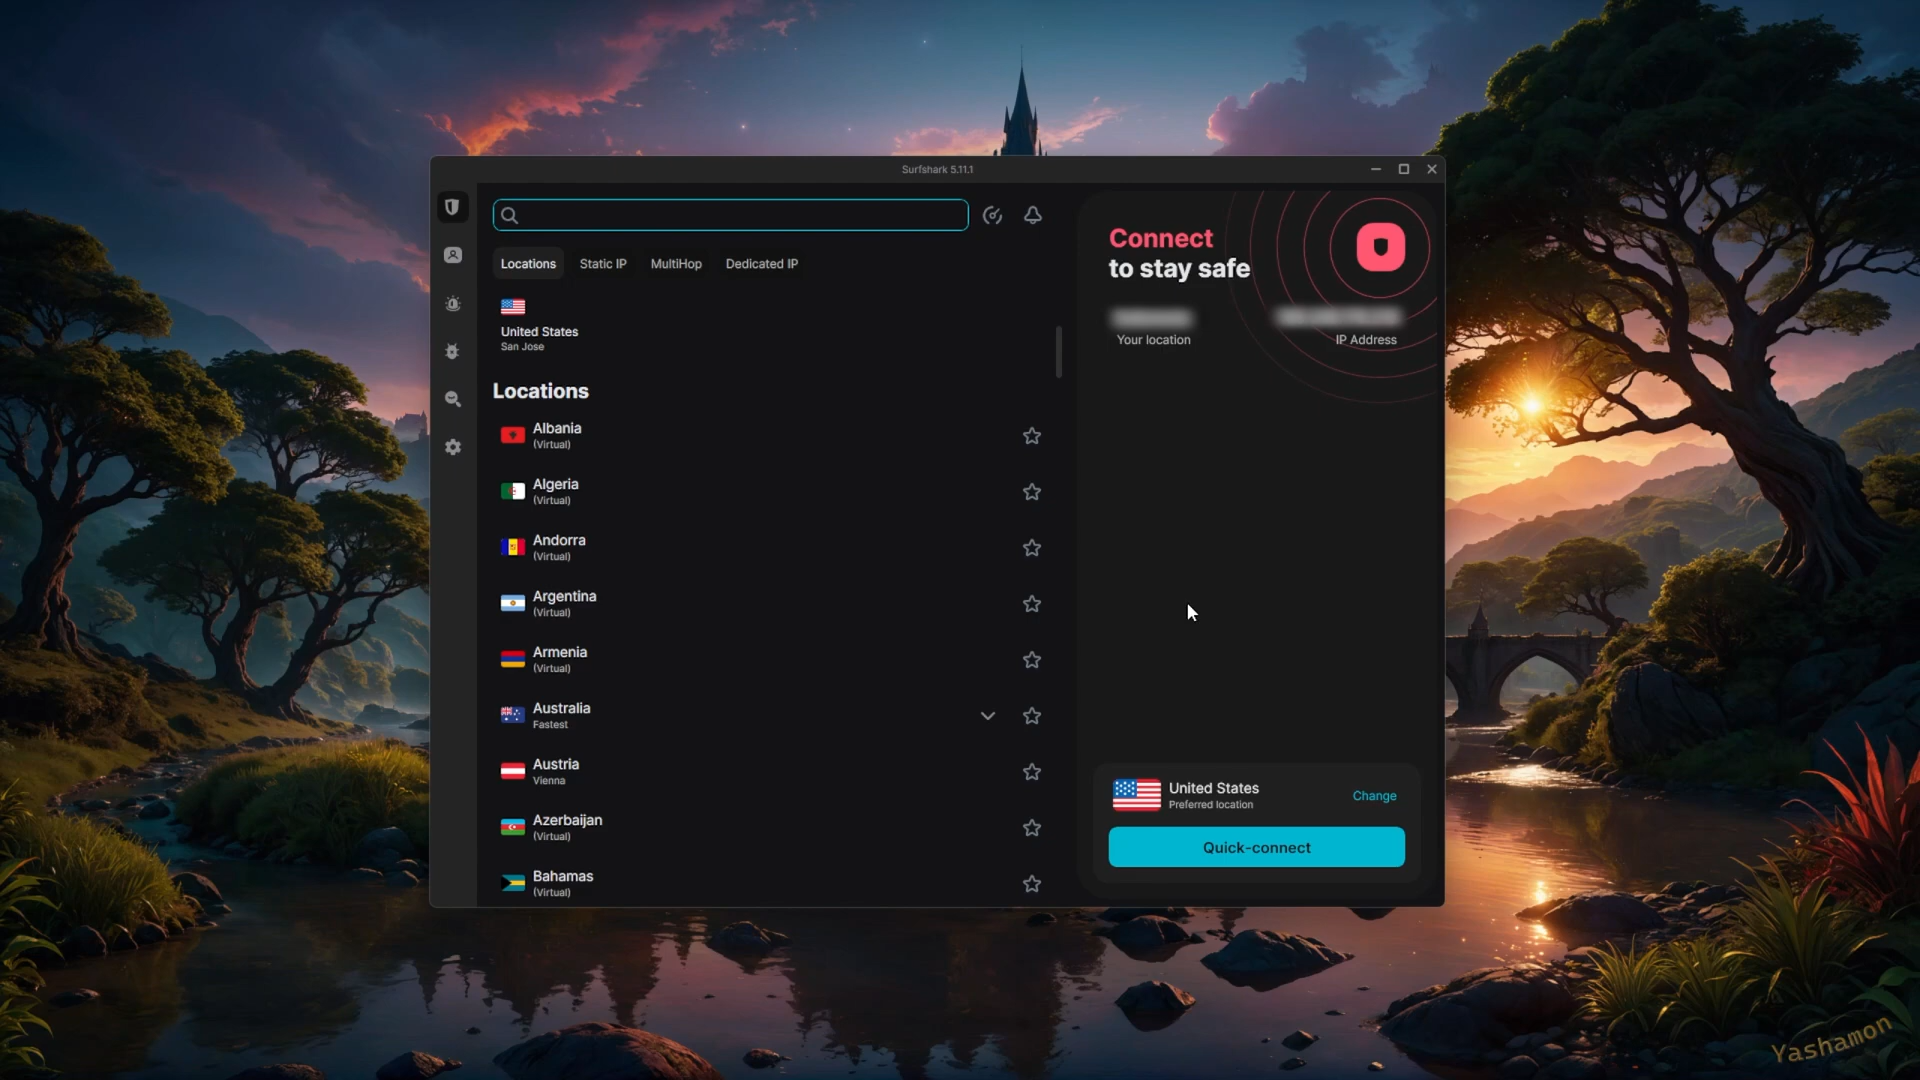 Surfshark 5.11.1
Locations
Static IP
MultiHop
Dedicated IP
United States
San Jose
Locations
Albania
(Virtual)
Algeria
(Virtual)
Andorra
(Virtual)
Argentina
(Virtual)
Armenia
(Virtual)
Australia
Fastest
Austria
Vienna
Azerbaijan
(Virtual)
Bahamas
(Virtual)
Connect
to stay safe
Your location
IP Address
United States
Preferred location
Change
Quick-connect
Yashamon